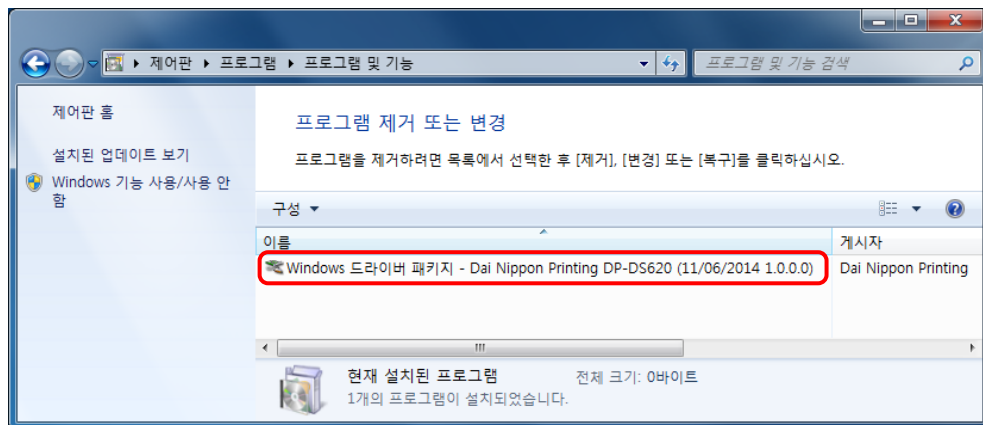 제어판 ▸ 프로그램 ▸ 프로그램 및 기능
프로그램 및 기능 검색
제어판 홈
설치된 업데이트 보기
Windows 기능 사용/사용 안
함
프로그램 제거 또는 변경
프로그램을 제거하려면 목록에서 선택한 후 [제거], [변경] 또는 [복구]를 클릭하십시오.
구성
이름 게시자
Windows 드라이버 패키지 - Dai Nippon Printing DP-DS620 (11/06/2014 1.0.0.0) Dai Nippon Printing
현재 설치된 프로그램 전체 크기: 0바이트
1개의 프로그램이 설치되었습니다.